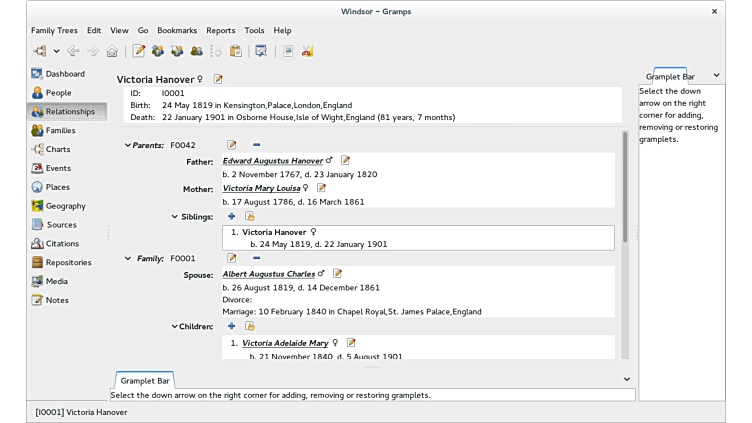 Windsor – Gramps
Family Trees Edit View Go Bookmarks Reports Tools Help
Dashboard
People
Relationships
Families
Charts
Events
Places
Geography
Sources
Citations
Repositories
Media
Notes
Victoria Hanover ♀
ID: I0001
Birth: 24 May 1819 in Kensington,Palace,London,England
Death: 22 January 1901 in Osborne House,Isle of Wight,England (81 years, 7 months)
Parents: F0042
Father: Edward Augustus Hanover ♂
b. 2 November 1767, d. 23 January 1820
Mother: Victoria Mary Louisa ♀
b. 17 August 1786, d. 16 March 1861
Siblings:
1. Victoria Hanover ♀
b. 24 May 1819, d. 22 January 1901
Family: F0001
Spouse: Albert Augustus Charles ♂
b. 26 August 1819, d. 14 December 1861
Divorce:
Marriage: 10 February 1840 in Chapel Royal,St. James Palace,England
Children:
1. Victoria Adelaide Mary ♀
b. 21 November 1840, d. 5 August 1901
Gramplet Bar
Select the down arrow on the right corner for adding, removing or restoring gramplets.
Gramplet Bar
Select the down
arrow on the right
corner for adding,
removing or restoring
gramplets.
[I0001] Victoria Hanover